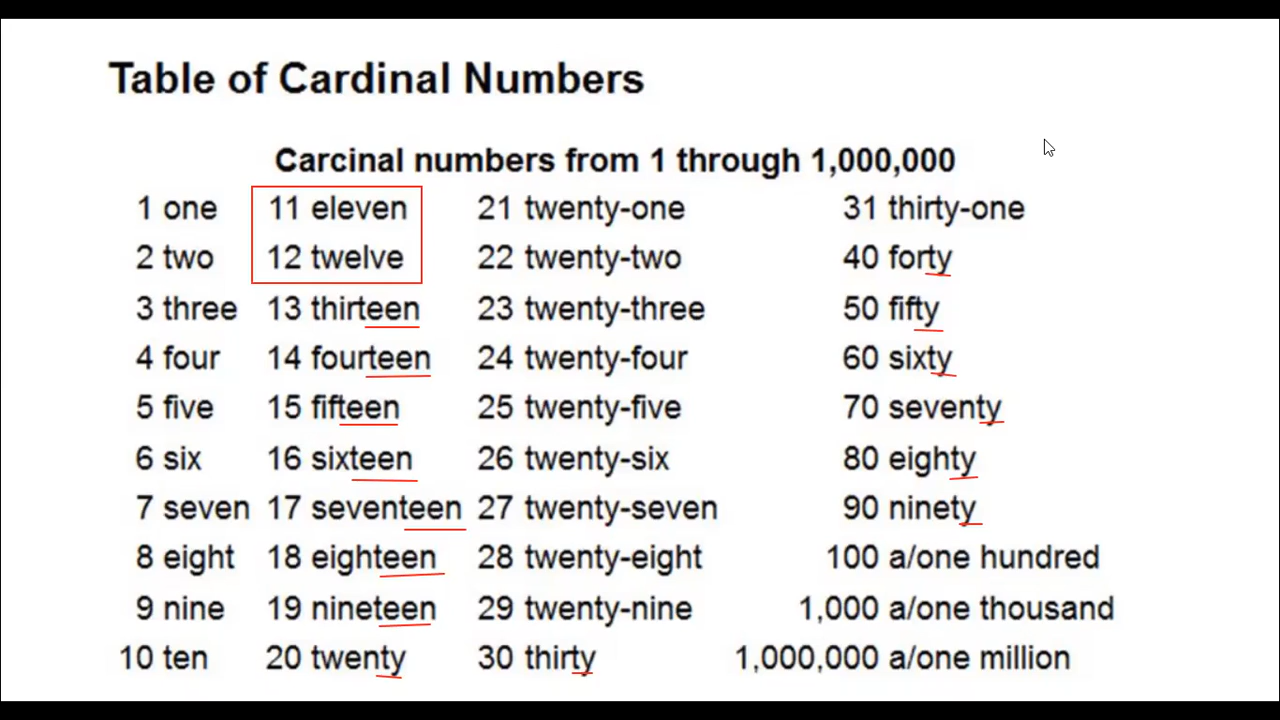 Table of Cardinal Numbers
Carcinal numbers from 1 through 1,000,000
1 one 11 eleven 21 twenty-one 31 thirty-one
2 two 12 twelve 22 twenty-two 40 forty
3 three 13 thirteen 23 twenty-three 50 fifty
4 four 14 fourteen 24 twenty-four 60 sixty
5 five 15 fifteen 25 twenty-five 70 seventy
6 six 16 sixteen 26 twenty-six 80 eighty
7 seven 17 seventeen 27 twenty-seven 90 ninety
8 eight 18 eighteen 28 twenty-eight 100 a/one hundred
9 nine 19 nineteen 29 twenty-nine 1,000 a/one thousand
10 ten 20 twenty 30 thirty 1,000,000 a/one million